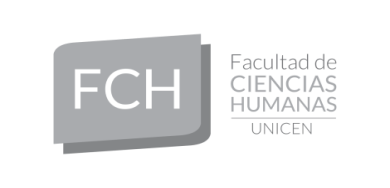 FCH
Facultad de
CIENCIAS
HUMANAS
UNICEN